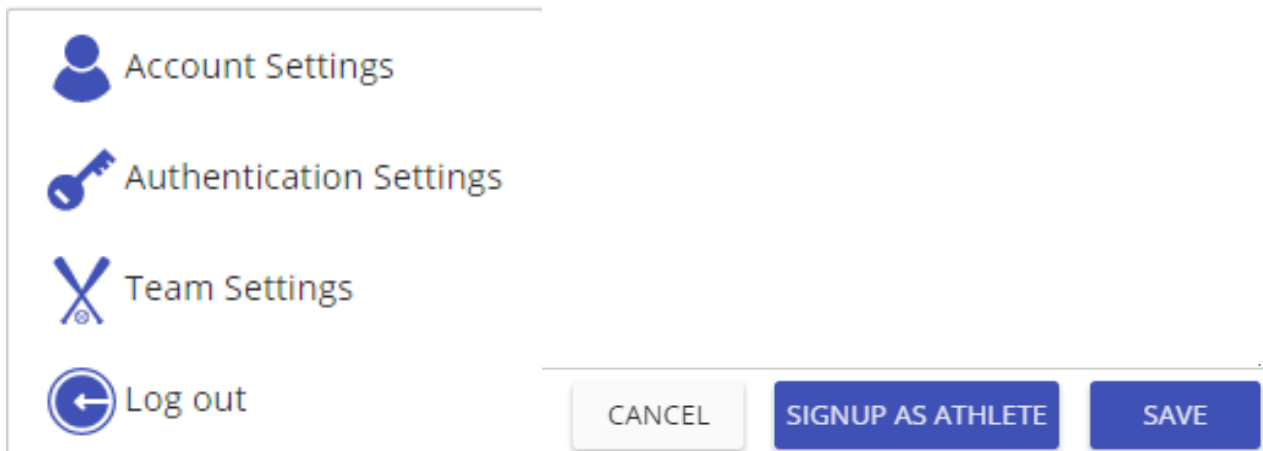 Account Settings
Authentication Settings
Team Settings
Log out
CANCEL
SIGNUP AS ATHLETE
SAVE